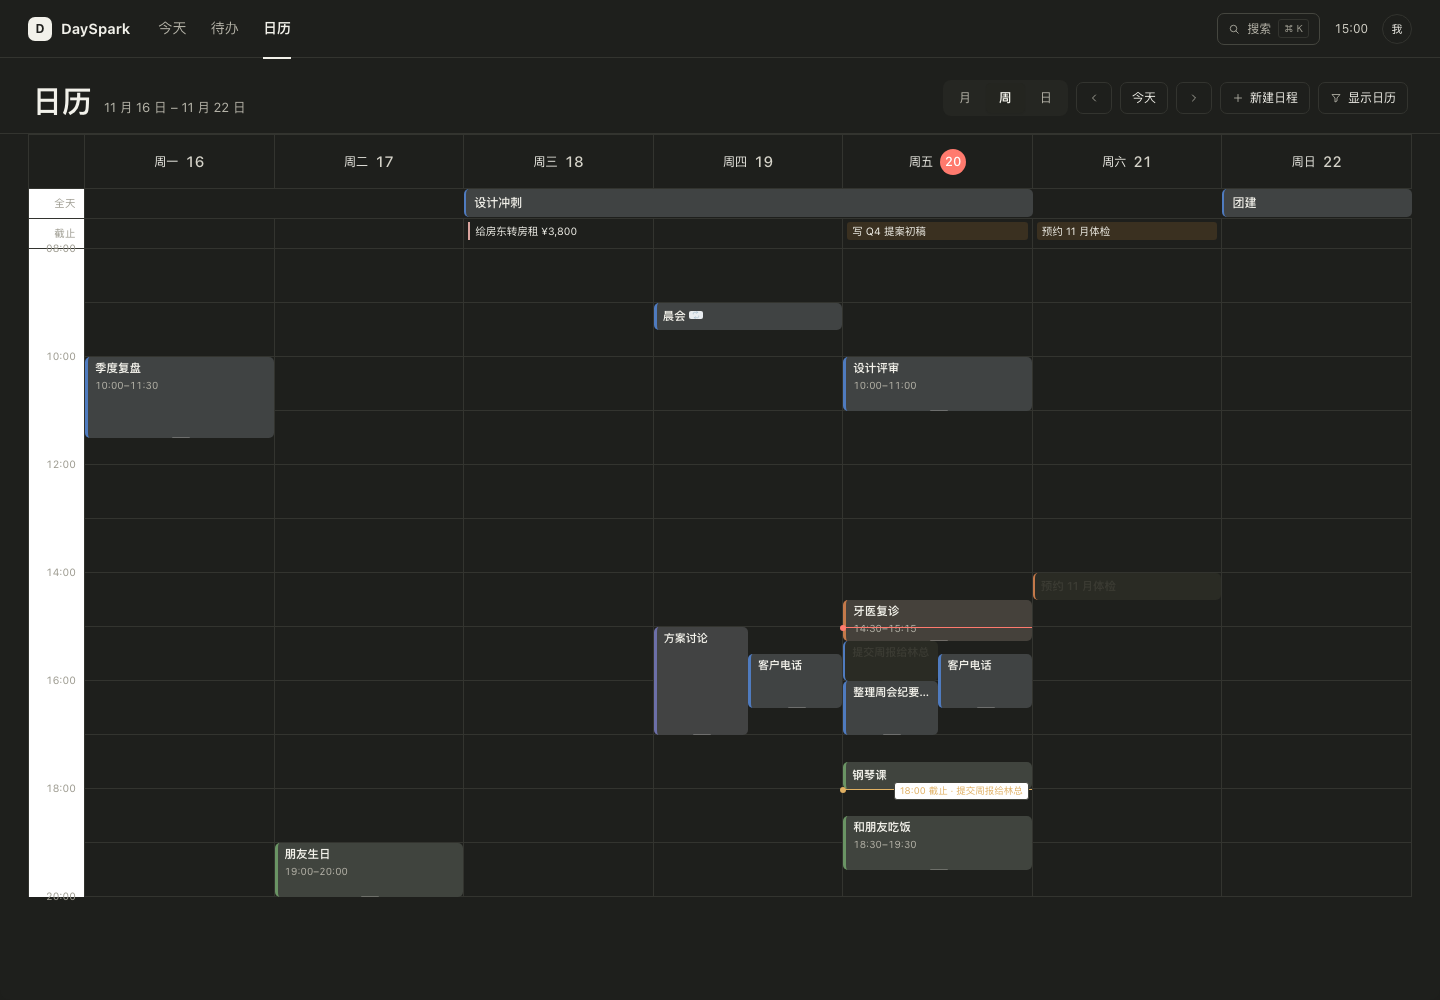 D DaySpark 今天 待办 日历 搜索 ⌘ K 15:00 我
日历 11 月 16 日 – 11 月 22 日 月 周 日 今天 新建日程 显示日历
周一 16 周二 17 周三 18 周四 19 周五 20 周六 21 周日 22
全天 设计冲刺 团建
截止 给房东转房租 ¥3,800 写 Q4 提案初稿 预约 11 月体检
08:00
晨会
10:00 季度复盘 设计评审
10:00–11:30 10:00–11:00
12:00
14:00
预约 11 月体检
牙医复诊
14:30–15:15
方案讨论
提交周报给林总
客户电话 客户电话
16:00
整理周会纪要...
钢琴课
18:00
18:00 截止 · 提交周报给林总
和朋友吃饭
18:30–19:30
朋友生日
19:00–20:00
20:00